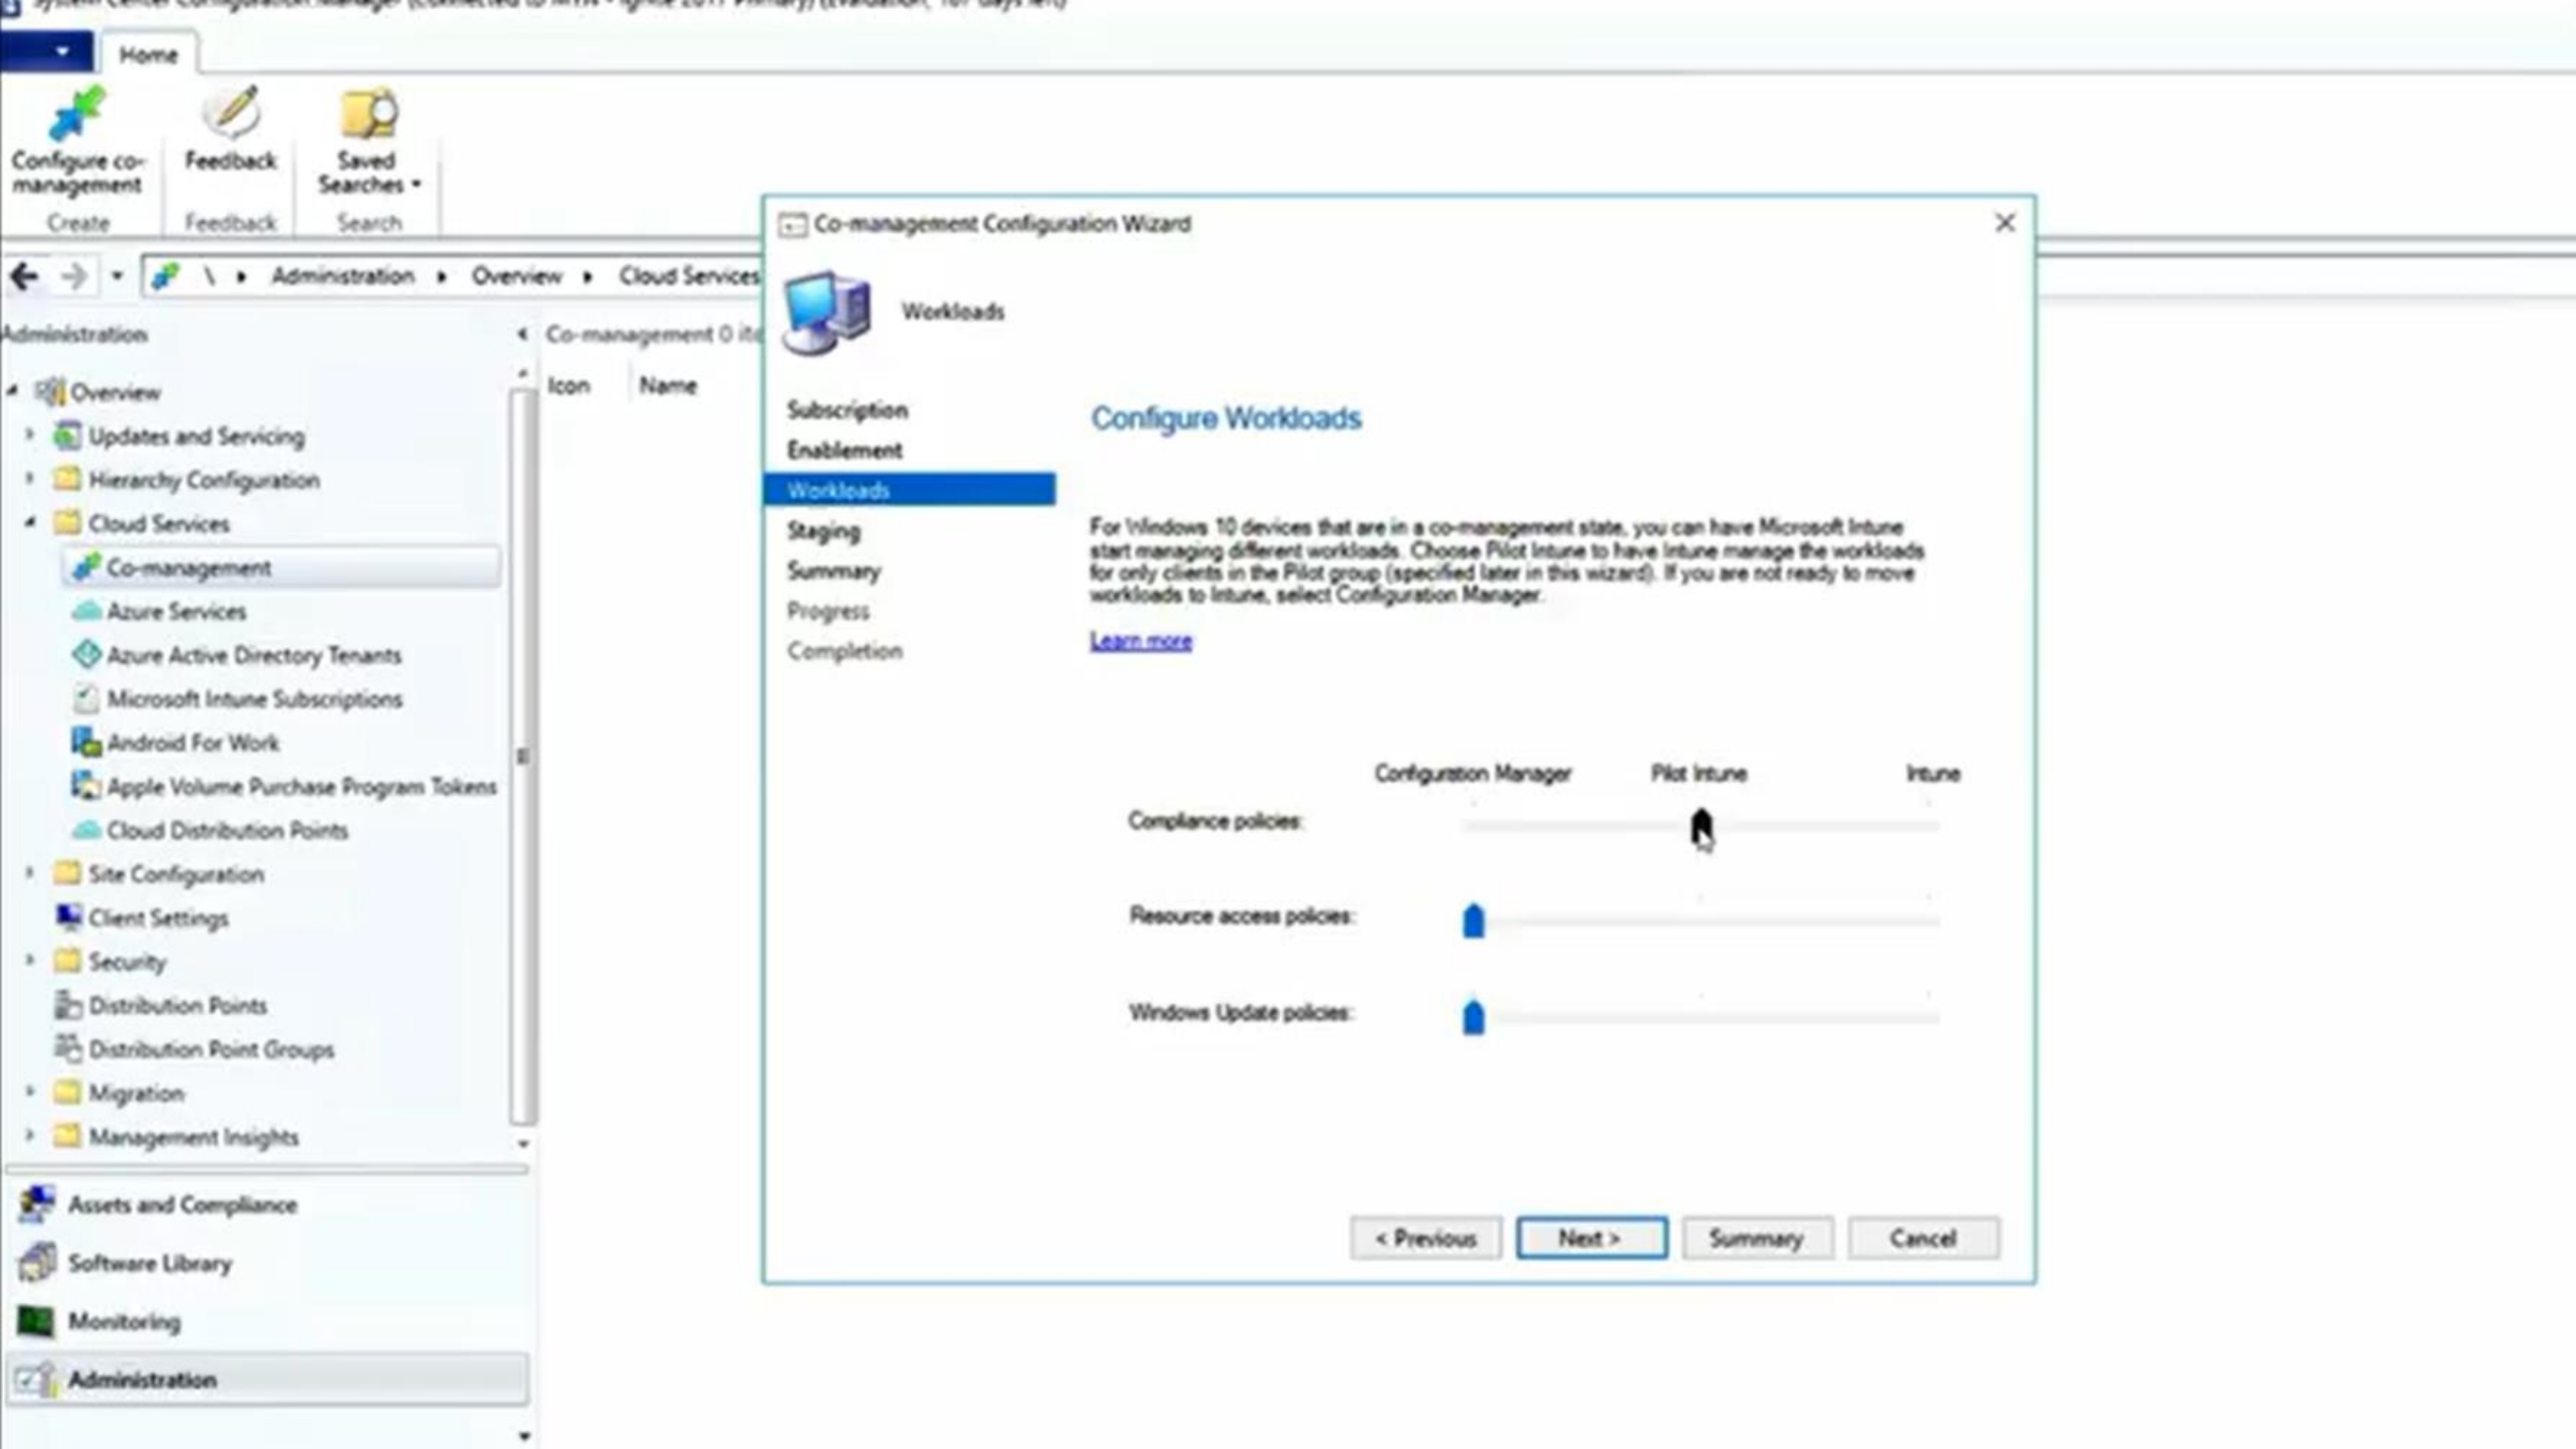 System Center Configuration Manager (Connected to
Home
Configure co-
management
Feedback
Saved
Searches
Create
Feedback
Search
\ Administration Overview Cloud Services
Administration
Overview
Updates and Servicing
Hierarchy Configuration
Cloud Services
Co-management
Azure Services
Azure Active Directory Tenants
Microsoft Intune Subscriptions
Android For Work
Apple Volume Purchase Program Tokens
Cloud Distribution Points
Site Configuration
Client Settings
Security
Distribution Points
Distribution Point Groups
Migration
Management Insights
Assets and Compliance
Software Library
Monitoring
Administration
Co-management 0
Icon Name
Co-management Configuration Wizard
Workloads
Subscription
Enablement
Workloads
Staging
Summary
Progress
Completion
Configure Workloads
For Windows 10 devices that are in a co-management state, you can have Microsoft Intune
start managing different workloads. Choose Pilot Intune to have Intune manage the workloads
for only clients in the Pilot group (specified later in this wizard). If you are not ready to move
workloads to Intune, select Configuration Manager.
Learn more
Configuration Manager Pilot Intune Intune
Compliance policies:
Resource access policies:
Windows Update policies:
< Previous Next > Summary Cancel